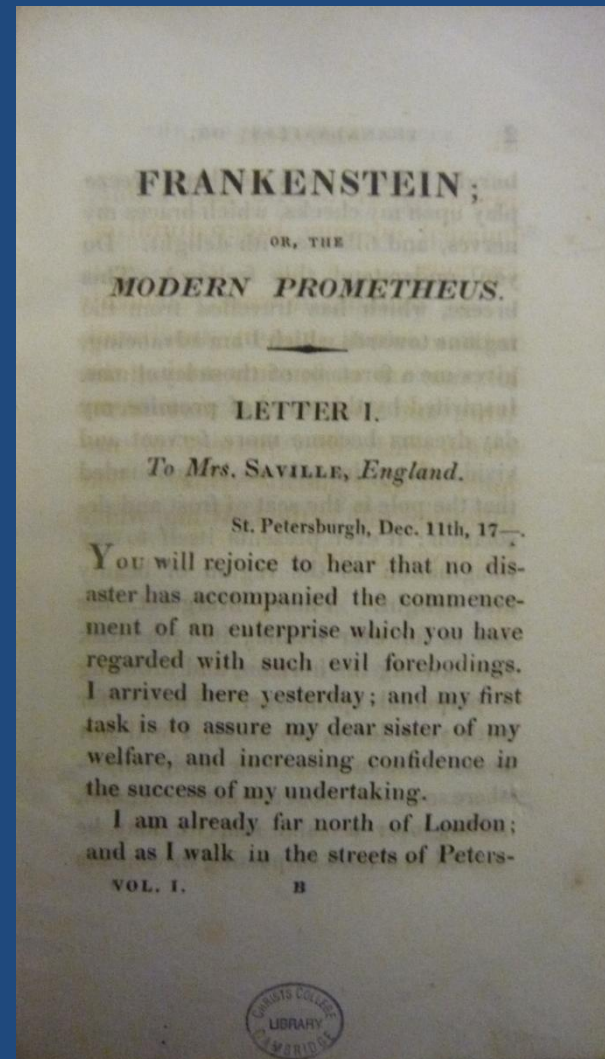 FRANKENSTEIN;
OR, THE
MODERN PROMETHEUS.
LETTER I.
To Mrs. SAVILLE, England.
St. Petersburgh, Dec. 11th, 17—.
You will rejoice to hear that no dis-
aster has accompanied the commence-
ment of an enterprise which you have
regarded with such evil forebodings.
I arrived here yesterday; and my first
task is to assure my dear sister of my
welfare, and increasing confidence in
the success of my undertaking.
I am already far north of London;
and as I walk in the streets of Peters-
VOL. I. B
CHRISTS COLLEGE
LIBRARY
CAMBRIDGE